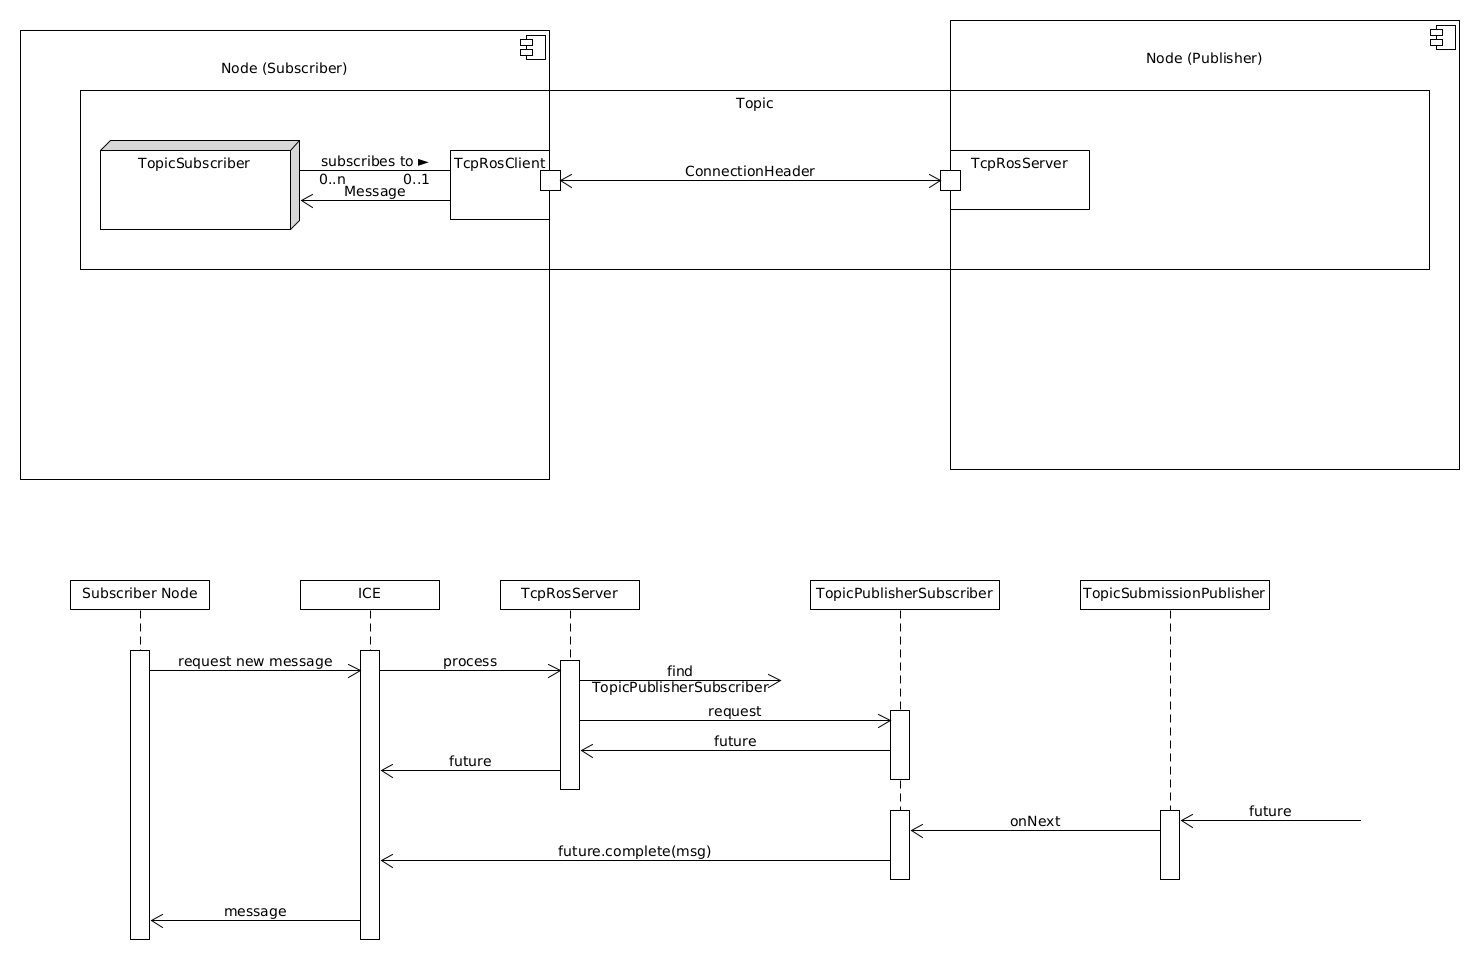 Node (Subscriber)
Node (Publisher)
Topic
TopicSubscriber
subscribes to ►
0..n
0..1
Message
TcpRosClient
ConnectionHeader
TcpRosServer
Subscriber Node
ICE
TcpRosServer
TopicPublisherSubscriber
TopicSubmissionPublisher
request new message
process
find
TopicPublisherSubscriber
request
future
future
future
onNext
future.complete(msg)
message